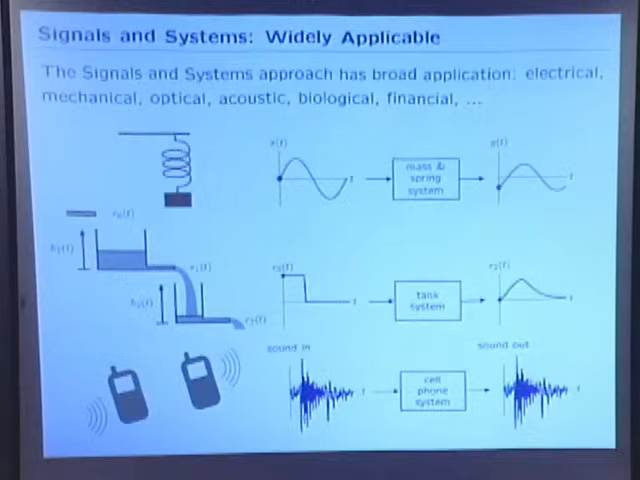 Signals and Systems: Widely Applicable
The Signals and Systems approach has broad application: electrical,
mechanical, optical, acoustic, biological, financial, ...
x(t)
t
mass &
spring
system
y(t)
t
r₀(t)
h₁(t)
r₁(t)
h₂(t)
r₂(t)
t
tank
system
r₂(t)
t
sound in
t
cell
phone
system
sound out
t